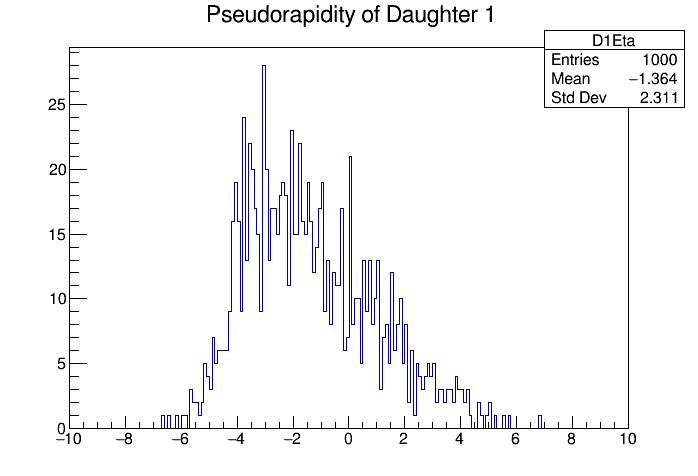 Pseudorapidity of Daughter 1
D1Eta
Entries 1000
Mean −1.364
Std Dev 2.311
25
20
15
10
5
0
−10 −8 −6 −4 −2 0 2 4 6 8 10